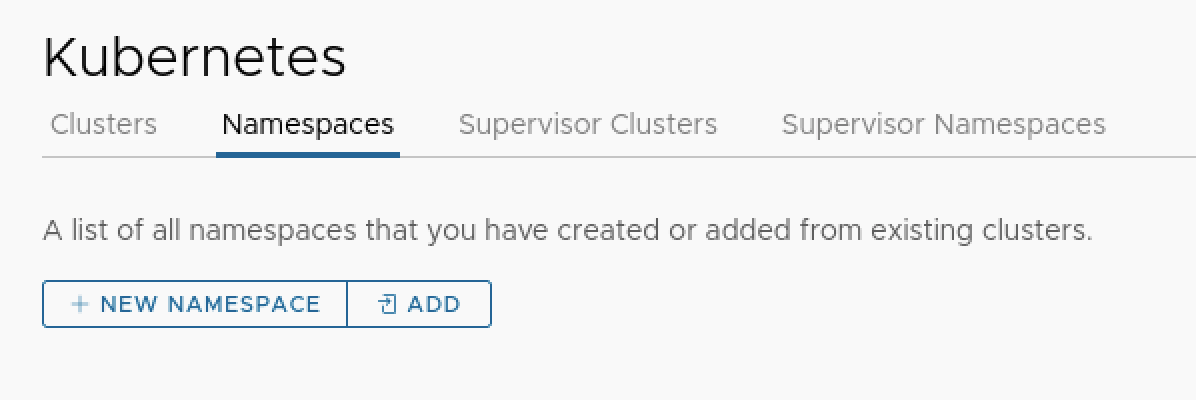 Kubernetes
Clusters Namespaces Supervisor Clusters Supervisor Namespaces
A list of all namespaces that you have created or added from existing clusters.
NEW NAMESPACE ADD